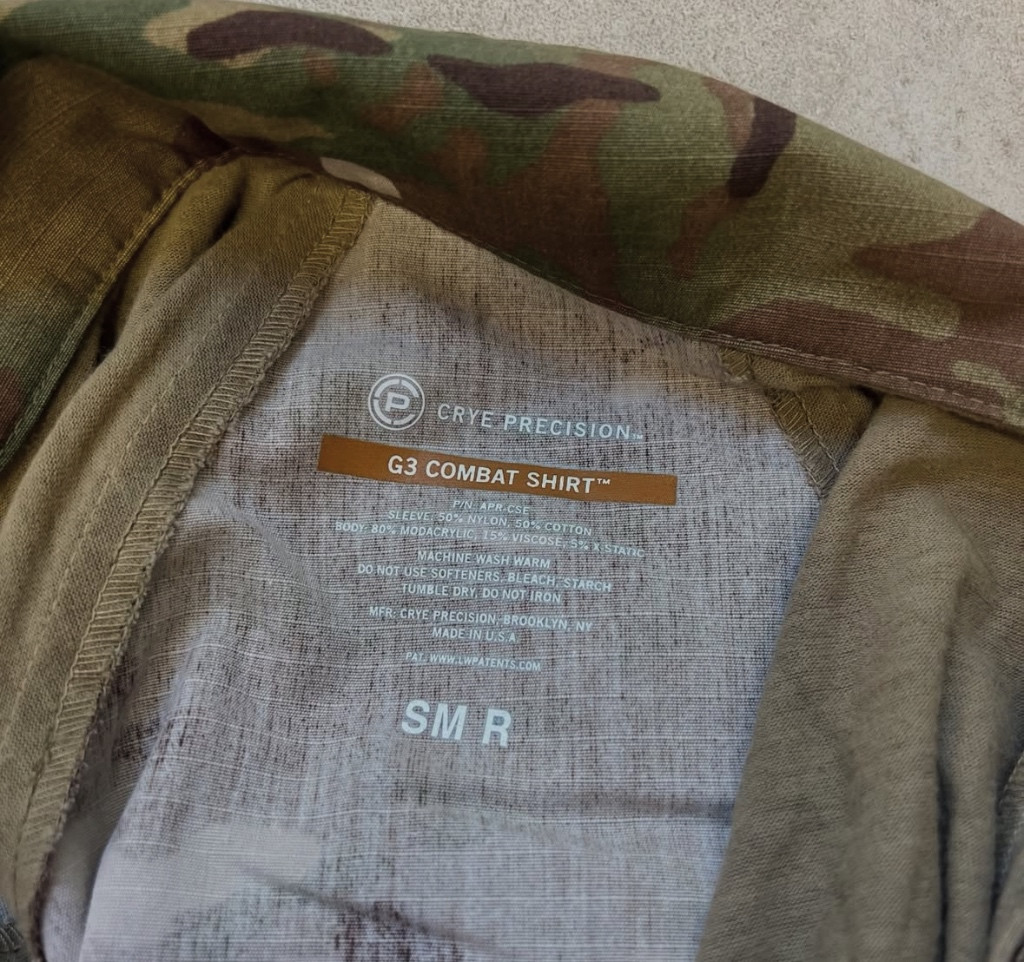 CRYE PRECISION™
G3 COMBAT SHIRT™
P/N: APR-CSE
SLEEVE: 50% NYLON, 50% COTTON
BODY: 80% MODACRYLIC, 15% VISCOSE, 5% X STATIC
MACHINE WASH WARM
DO NOT USE SOFTENERS, BLEACH, STARCH
TUMBLE DRY, DO NOT IRON
MFR. CRYE PRECISION, BROOKLYN, NY
MADE IN U.S.A.
PAT. WWW.LWPATENTS.COM
SM R